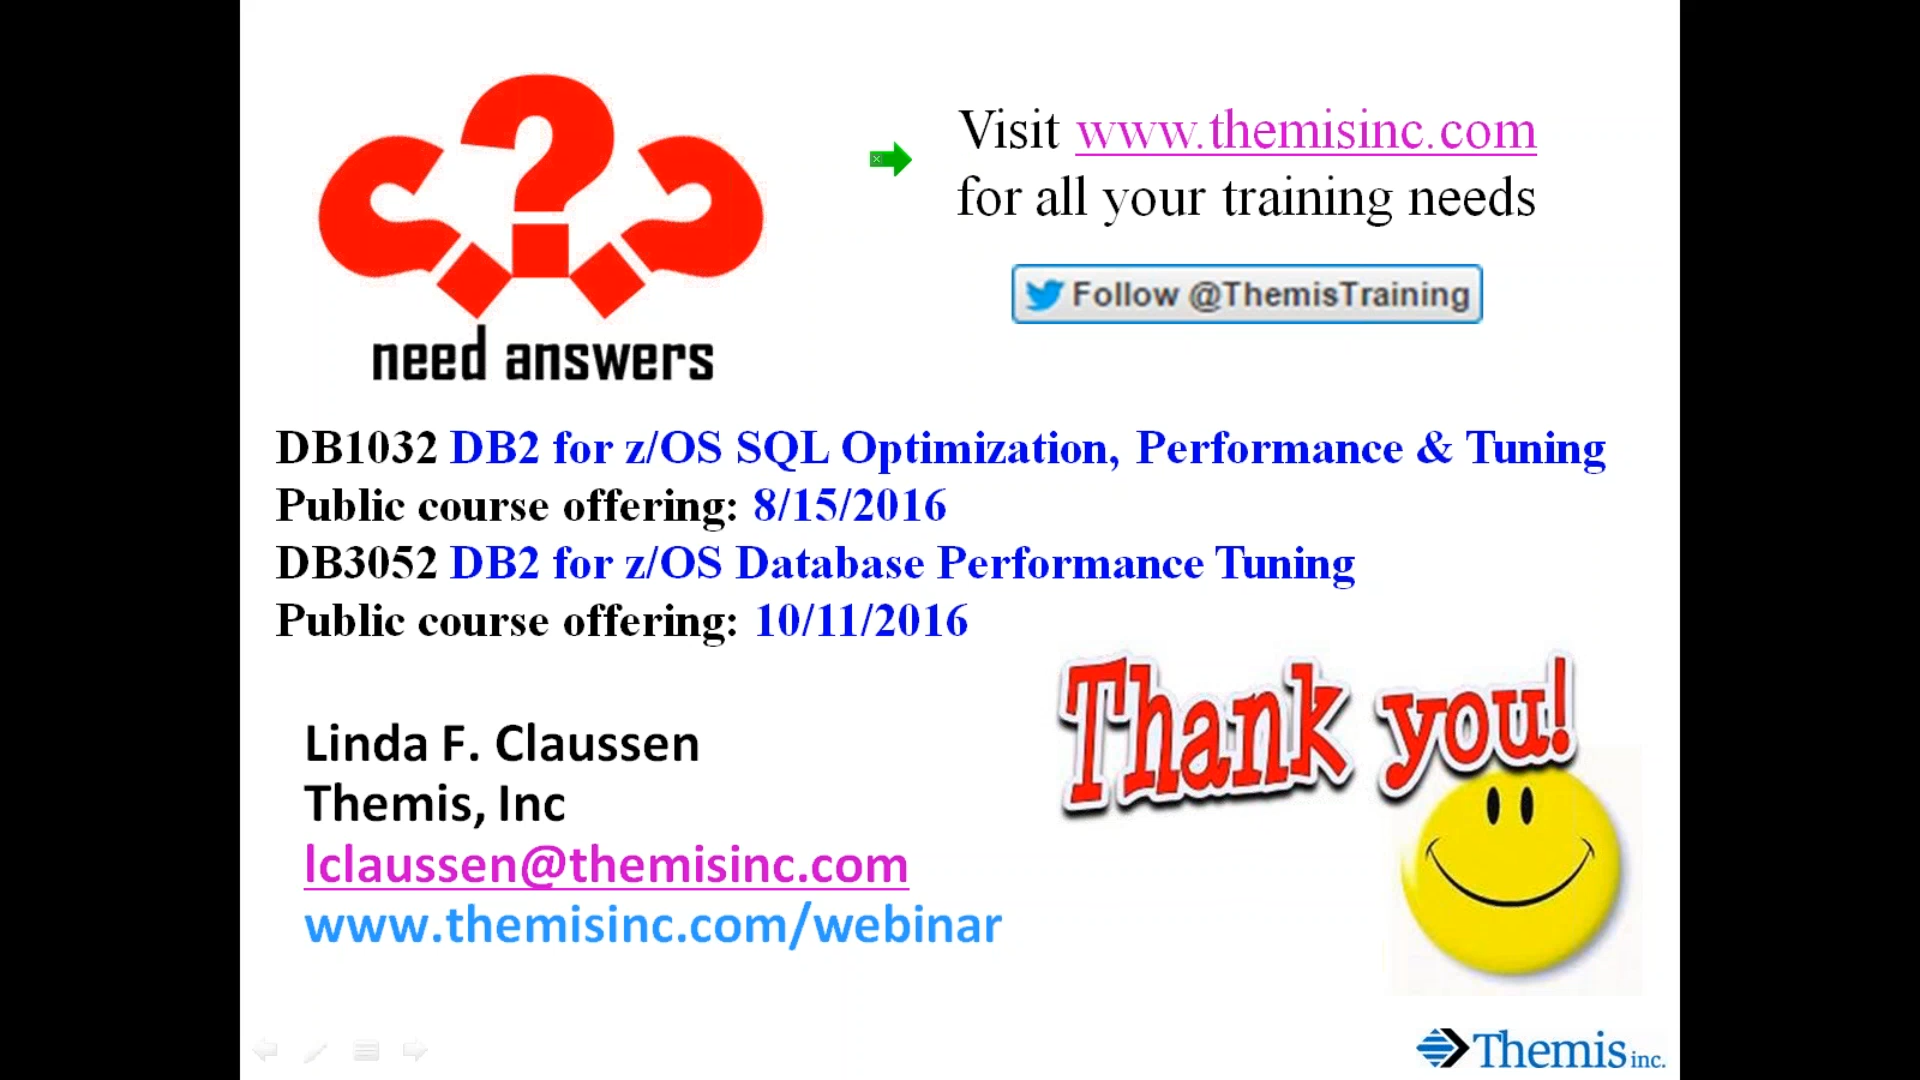 need answers
Visit www.themisinc.com
for all your training needs
Follow @ThemisTraining
DB1032 DB2 for z/OS SQL Optimization, Performance & Tuning
Public course offering: 8/15/2016
DB3052 DB2 for z/OS Database Performance Tuning
Public course offering: 10/11/2016
Thank you!
Linda F. Claussen
Themis, Inc
lclaussen@themisinc.com
www.themisinc.com/webinar
Themis inc.